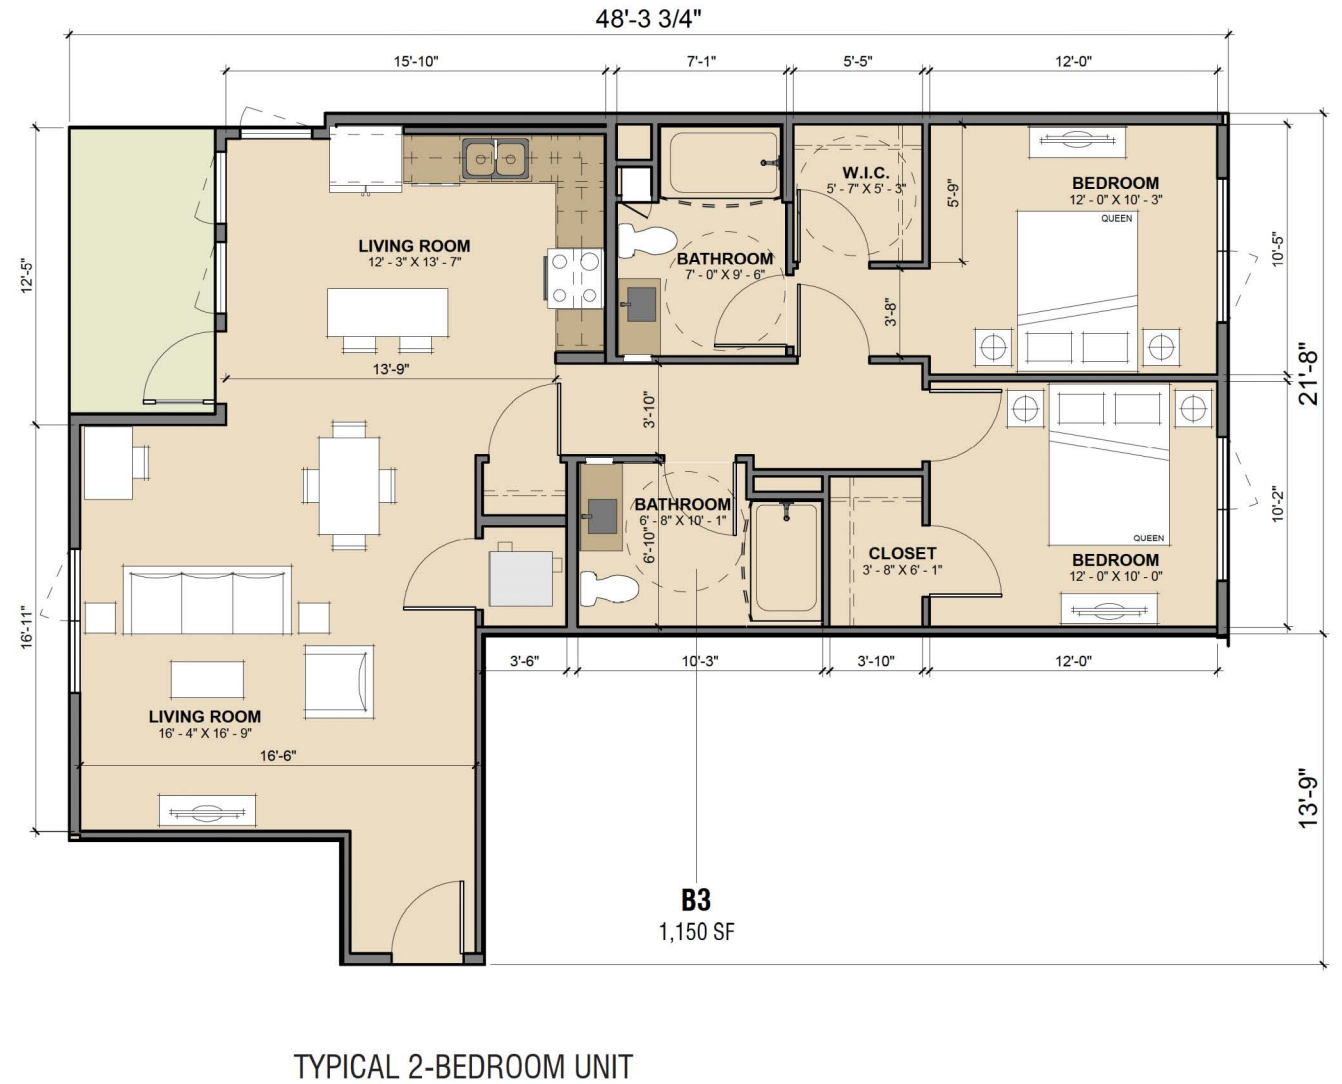 48'-3 3/4"
15'-10"
7'-1"
5'-5"
12'-0"
W.I.C.
5' - 7" X 5' - 3"
BEDROOM
12' - 0" X 10' - 3"
QUEEN
5'-9"
LIVING ROOM
12' - 3" X 13' - 7"
BATHROOM
7' - 0" X 9' - 6"
12'-5"
10'-5"
3'-8"
13'-9"
21'-8"
3'-10"
BATHROOM
6' - 8" X 10' - 1"
6'-10"
10'-2"
QUEEN
CLOSET
3' - 8" X 6' - 1"
BEDROOM
12' - 0" X 10' - 0"
16'-11"
3'-6"
10'-3"
3'-10"
12'-0"
LIVING ROOM
16' - 4" X 16' - 9"
16'-6"
13'-9"
B3
1,150 SF
TYPICAL 2-BEDROOM UNIT